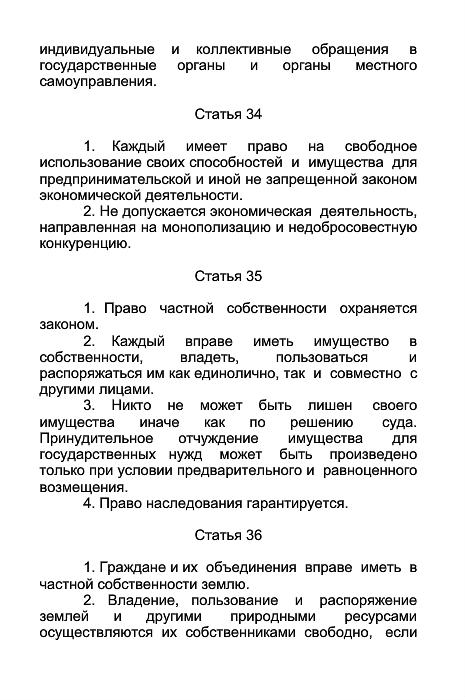 индивидуальные и коллективные обращения в
государственные органы и органы местного
самоуправления.
Статья 34
1. Каждый имеет право на свободное
использование своих способностей и имущества для
предпринимательской и иной не запрещенной законом
экономической деятельности.
2. Не допускается экономическая деятельность,
направленная на монополизацию и недобросовестную
конкуренцию.
Статья 35
1. Право частной собственности охраняется
законом.
2. Каждый вправе иметь имущество в
собственности, владеть, пользоваться и
распоряжаться им как единолично, так и совместно с
другими лицами.
3. Никто не может быть лишен своего
имущества иначе как по решению суда.
Принудительное отчуждение имущества для
государственных нужд может быть произведено
только при условии предварительного и равноценного
возмещения.
4. Право наследования гарантируется.
Статья 36
1. Граждане и их объединения вправе иметь в
частной собственности землю.
2. Владение, пользование и распоряжение
землей и другими природными ресурсами
осуществляются их собственниками свободно, если